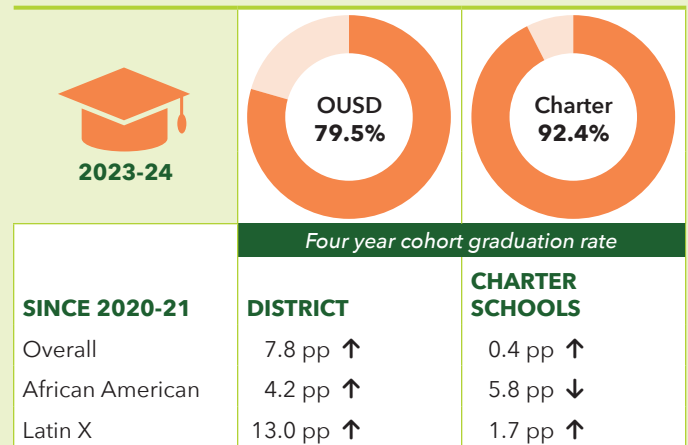 OUSD
79.5%
Charter
92.4%
2023-24
Four year cohort graduation rate
SINCE 2020-21 DISTRICT CHARTER
SCHOOLS
Overall 7.8 pp ↑ 0.4 pp ↑
African American 4.2 pp ↑ 5.8 pp ↓
Latin X 13.0 pp ↑ 1.7 pp ↑